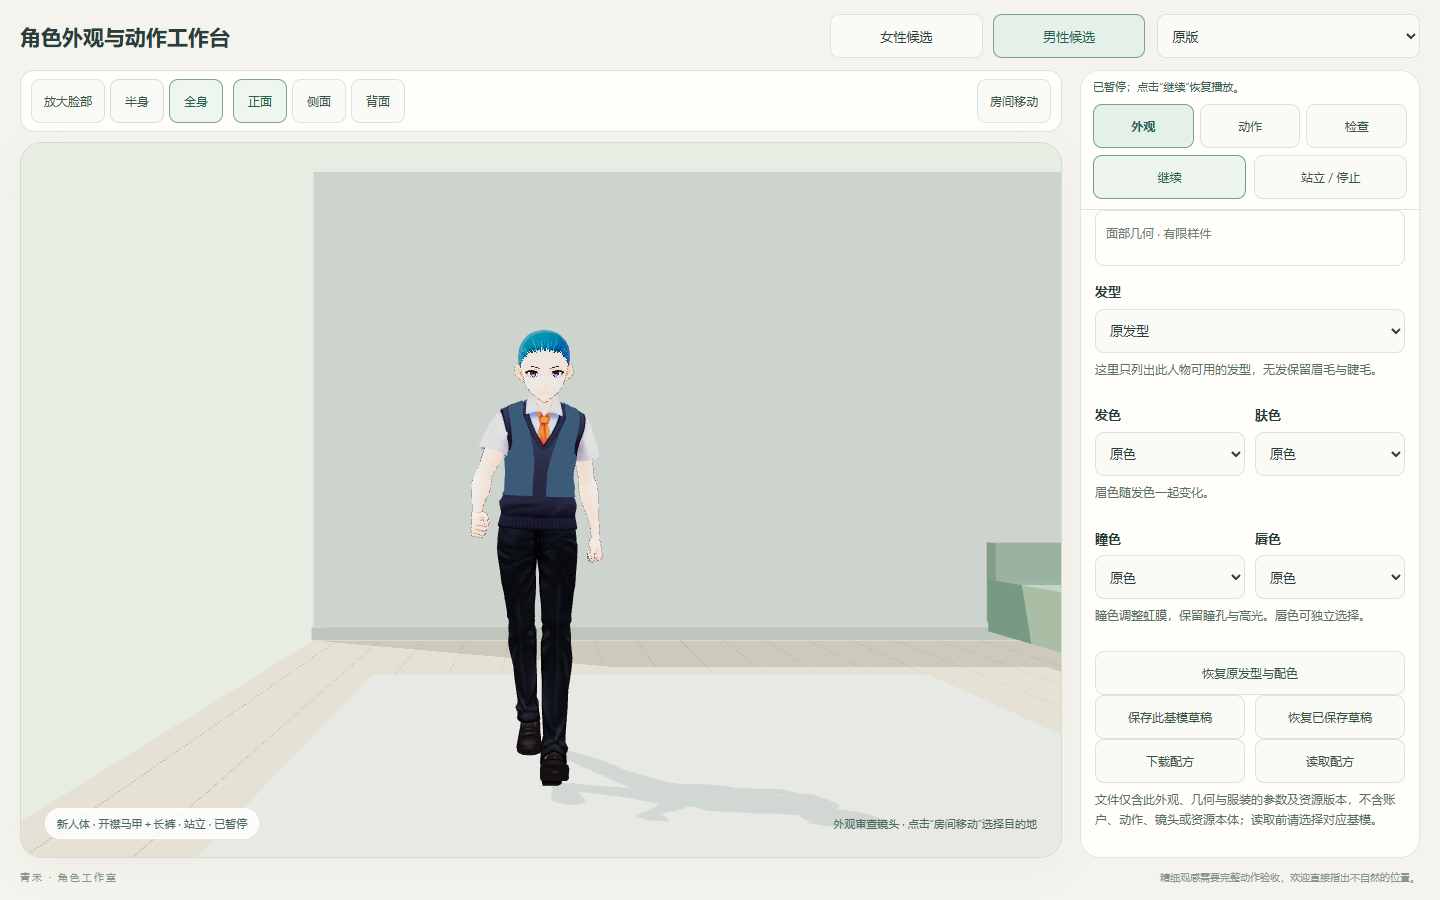 角色外观与动作工作台
女性候选
男性候选
原版
放大脸部
半身
全身
正面
侧面
背面
房间移动
已暂停；点击“继续”恢复播放。
外观
动作
检查
继续
站立 / 停止
面部几何 · 有限样件
发型
原发型
这里只列出此人物可用的发型，无发保留眉毛与睫毛。
发色
肤色
原色
原色
眉色随发色一起变化。
瞳色
唇色
原色
原色
瞳色调整虹膜，保留瞳孔与高光。唇色可独立选择。
恢复原发型与配色
保存此基模草稿
恢复已保存草稿
下载配方
读取配方
文件仅含此外观、几何与服装的参数及资源版本，不含账
户、动作、镜头或资源本体；读取前请选择对应基模。
新人体 · 开襟马甲 + 长裤 · 站立 · 已暂停
外观审查镜头 · 点击“房间移动”选择目的地
青禾 · 角色工作室
精细观感需要完整动作验收，欢迎直接指出不自然的位置。